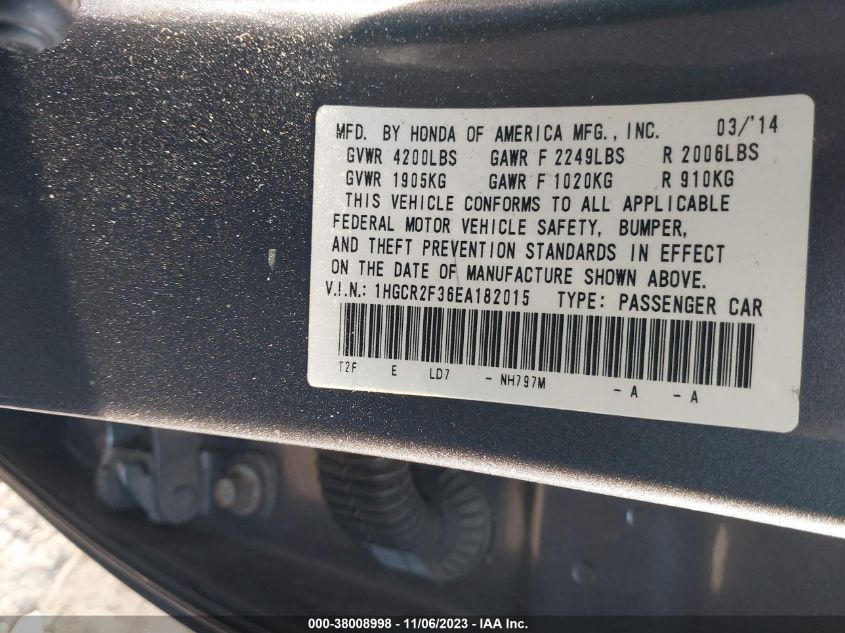 MFD. BY HONDA OF AMERICA MFG., INC. 03/'14
GVWR 4200LBS GAWR F 2249LBS R 2006LBS
GVWR 1905KG GAWR F 1020KG R 910KG
THIS VEHICLE CONFORMS TO ALL APPLICABLE
FEDERAL MOTOR VEHICLE SAFETY, BUMPER,
AND THEFT PREVENTION STANDARDS IN EFFECT
ON THE DATE OF MANUFACTURE SHOWN ABOVE.
V.I.N.: 1HGCR2F36EA182015 TYPE: PASSENGER CAR
T2F E LD7 - NH797M - A - A
000-38008998 - 11/06/2023 - IAA Inc.